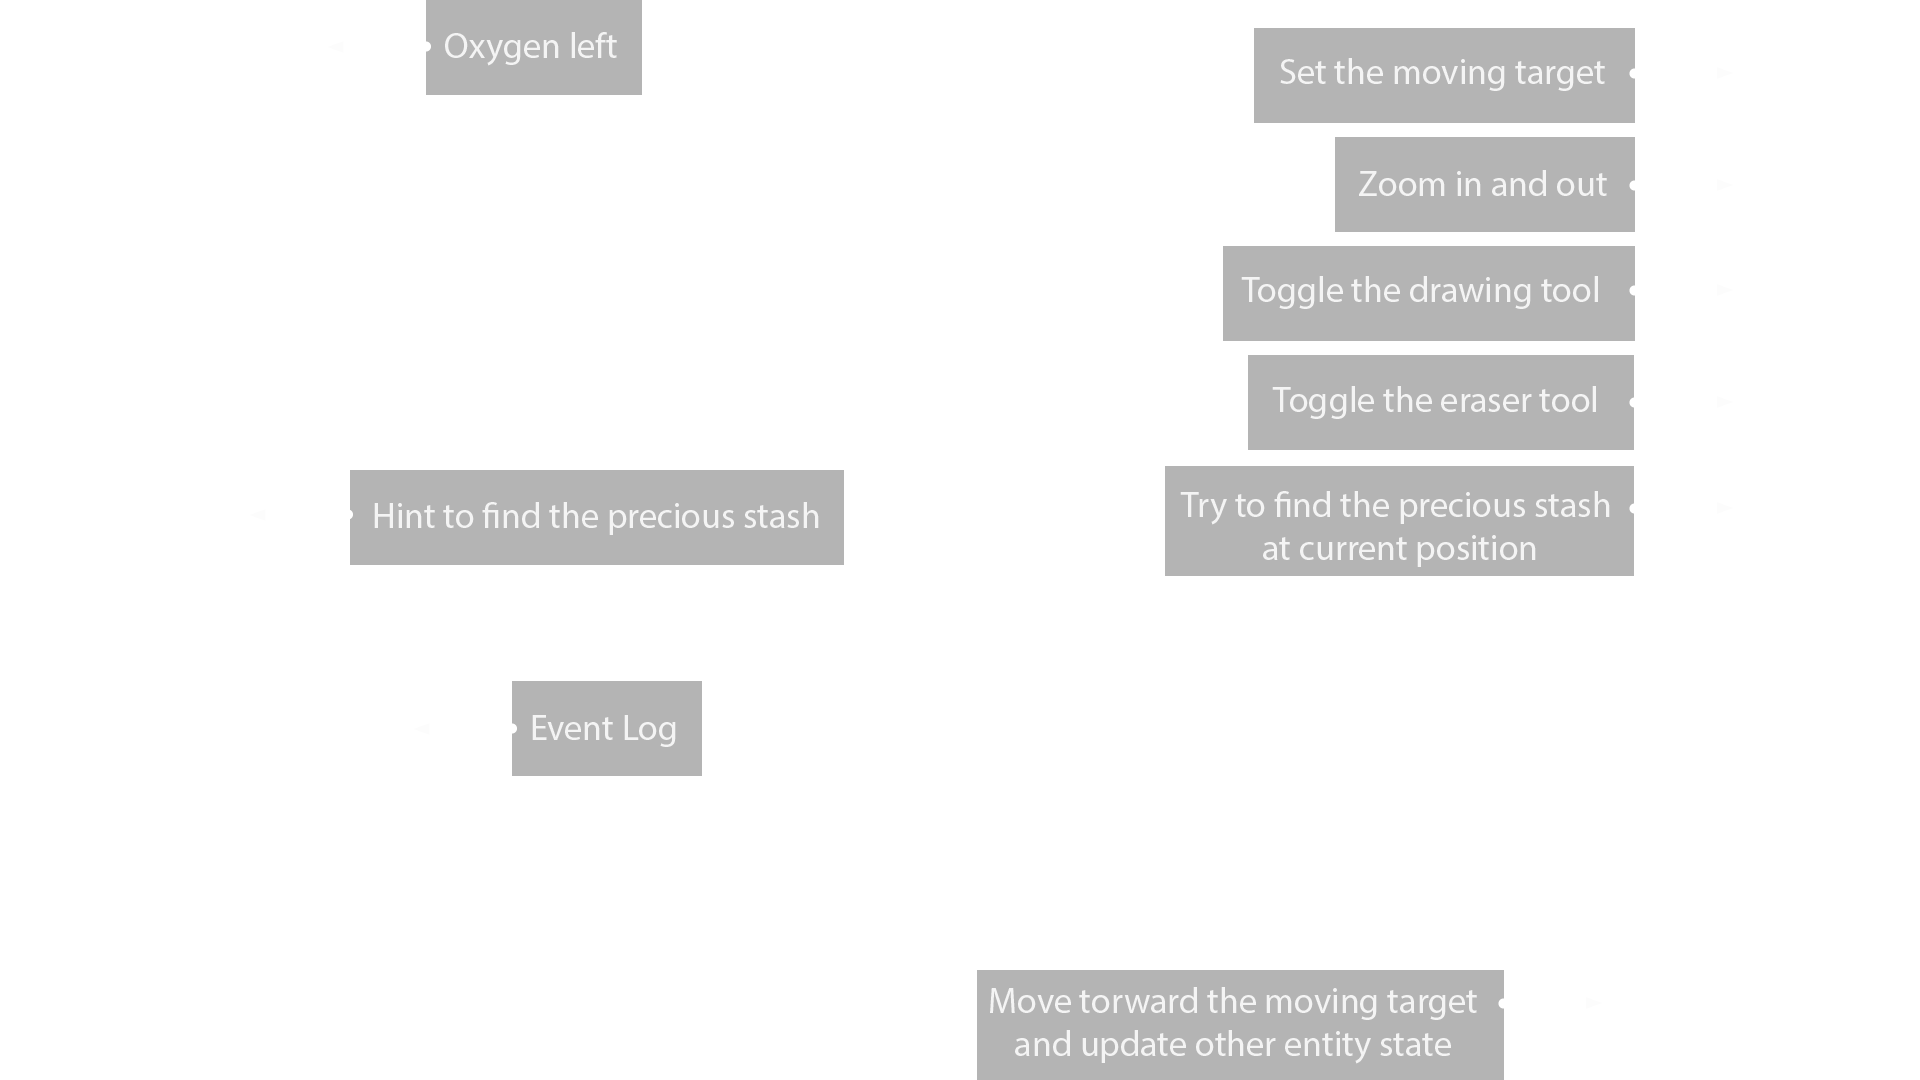 Oxygen left
Set the moving target
Zoom in and out
Toggle the drawing tool
Toggle the eraser tool
Hint to find the precious stash
Try to find the precious stash
at current position
Event Log
Move torward the moving target
and update other entity state